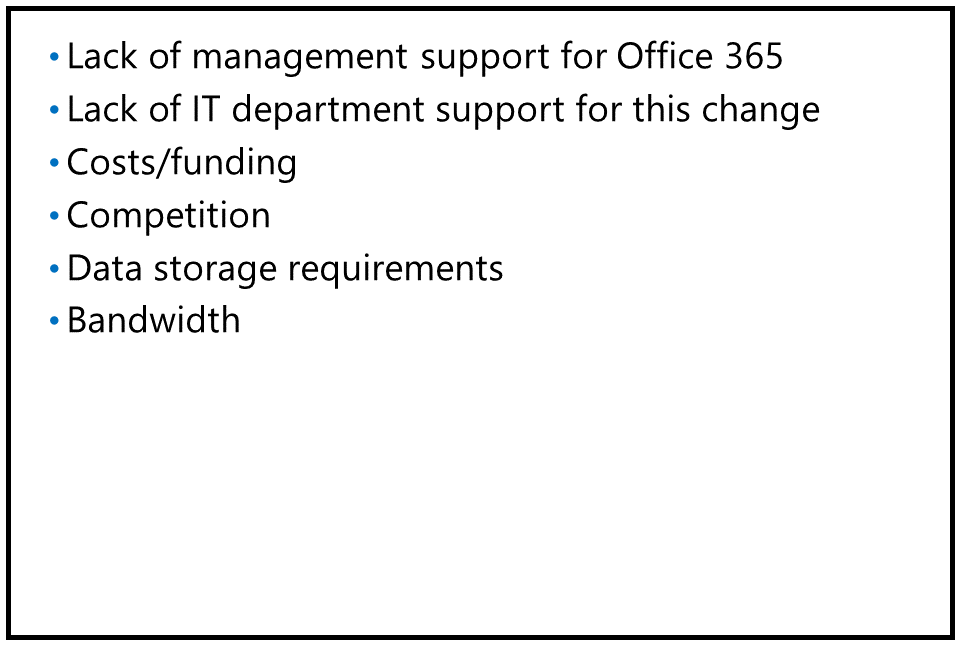 • Lack of management support for Office 365
• Lack of IT department support for this change
• Costs/funding
• Competition
• Data storage requirements
• Bandwidth